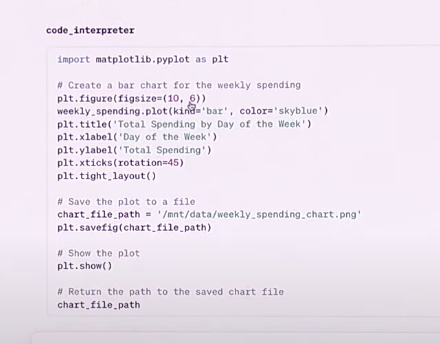 code_interpreter
import matplotlib.pyplot as plt
# Create a bar chart for the weekly spending
plt.figure(figsize=(10, 6))
weekly_spending.plot(kind='bar', color='skyblue')
plt.title('Total Spending by Day of the Week')
plt.xlabel('Day of the Week')
plt.ylabel('Total Spending')
plt.xticks(rotation=45)
plt.tight_layout()
# Save the plot to a file
chart_file_path = '/mnt/data/weekly_spending_chart.png'
plt.savefig(chart_file_path)
# Show the plot
plt.show()
# Return the path to the saved chart file
chart_file_path